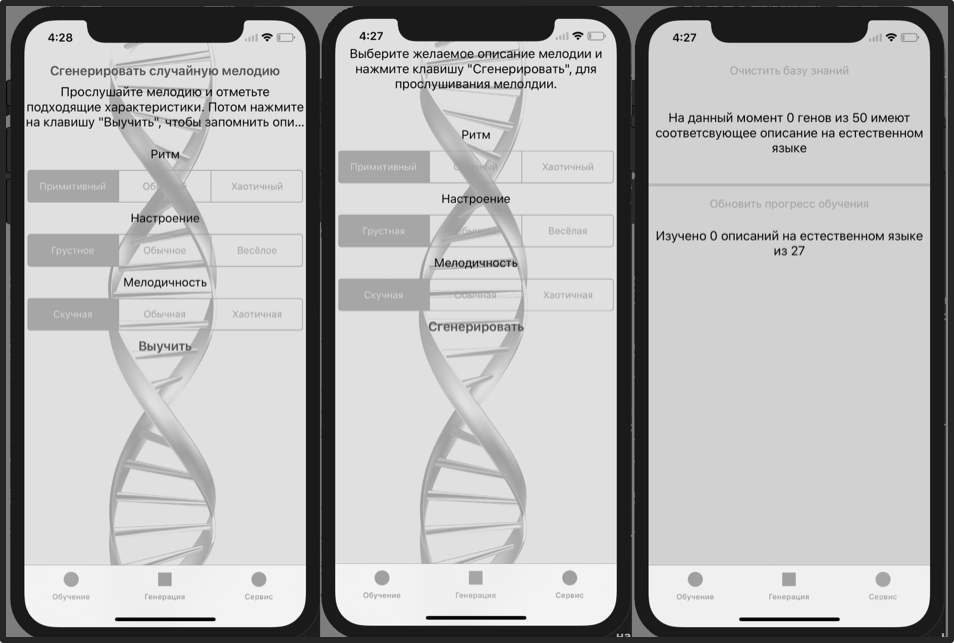 4:28
Сгенерировать случайную мелодию
Прослушайте мелодию и отметьте
подходящие характеристики. Потом нажмите
на клавишу "Выучить", чтобы запомнить опи...
Ритм
Примитивный Обычный Хаотичный
Настроение
Грустное Обычное Весёлое
Мелодичность
Скучная Обычная Хаотичная
Выучить
Обучение Генерация Сервис
4:27
Выберите желаемое описание мелодии и
нажмите клавишу "Сгенерировать", для
прослушивания мелолдии.
Ритм
Примитивный Обычный Хаотичный
Настроение
Грустная Обычная Весёлая
Мелодичность
Скучная Обычная Хаотичная
Сгенерировать
Обучение Генерация Сервис
4:27
Очистить базу знаний
На данный момент 0 генов из 50 имеют
соответсвующее описание на естественном
языке
Обновить прогресс обучения
Изучено 0 описаний на естественном языке
из 27
Обучение Генерация Сервис
на